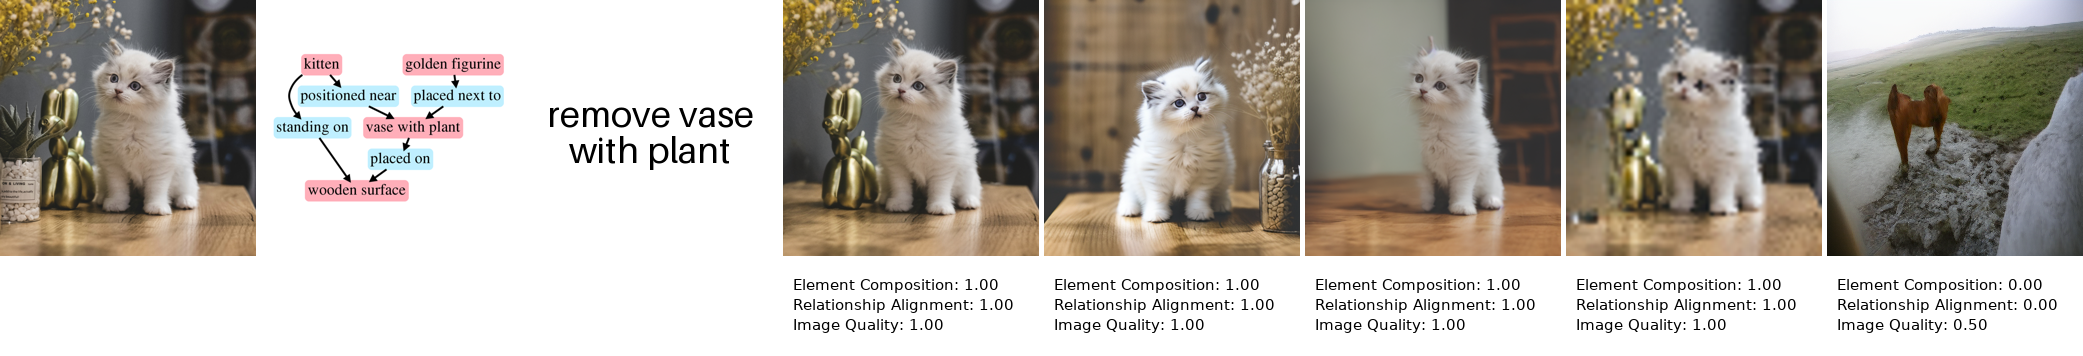 kitten
golden figurine
positioned near
placed next to
standing on
vase with plant
placed on
wooden surface
remove vase
with plant
Element Composition: 1.00
Relationship Alignment: 1.00
Image Quality: 1.00
Element Composition: 1.00
Relationship Alignment: 1.00
Image Quality: 1.00
Element Composition: 1.00
Relationship Alignment: 1.00
Image Quality: 1.00
Element Composition: 1.00
Relationship Alignment: 1.00
Image Quality: 1.00
Element Composition: 0.00
Relationship Alignment: 0.00
Image Quality: 0.50